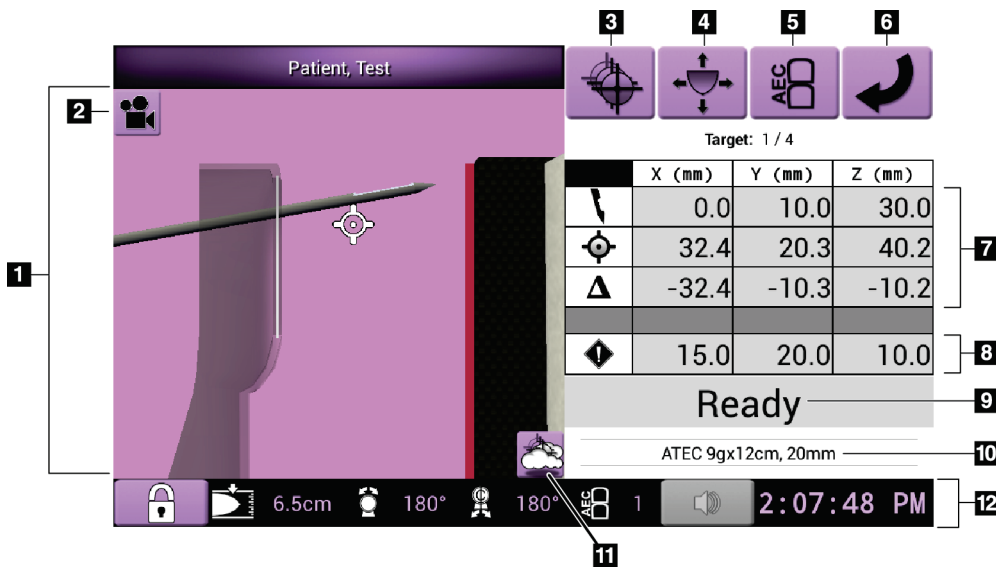 3 4 5 6
Patient, Test
AEC
1
2
Target: 1 / 4
X (mm) Y (mm) Z (mm)
0.0 10.0 30.0
32.4 20.3 40.2
7
Δ -32.4 -10.3 -10.2
! 15.0 20.0 10.0
8
Ready
9
ATEC 9gx12cm, 20mm
10
6.5cm 180° 180° AEC 1 2:07:48 PM
12
11